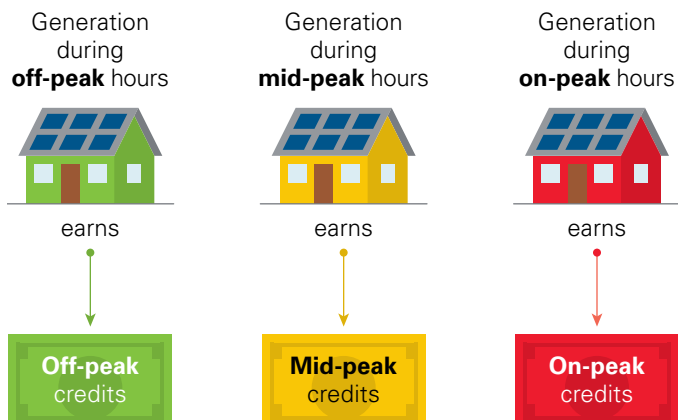 Generation
during
off-peak hours
earns
Off-peak
credits
Generation
during
mid-peak hours
earns
Mid-peak
credits
Generation
during
on-peak hours
earns
On-peak
credits